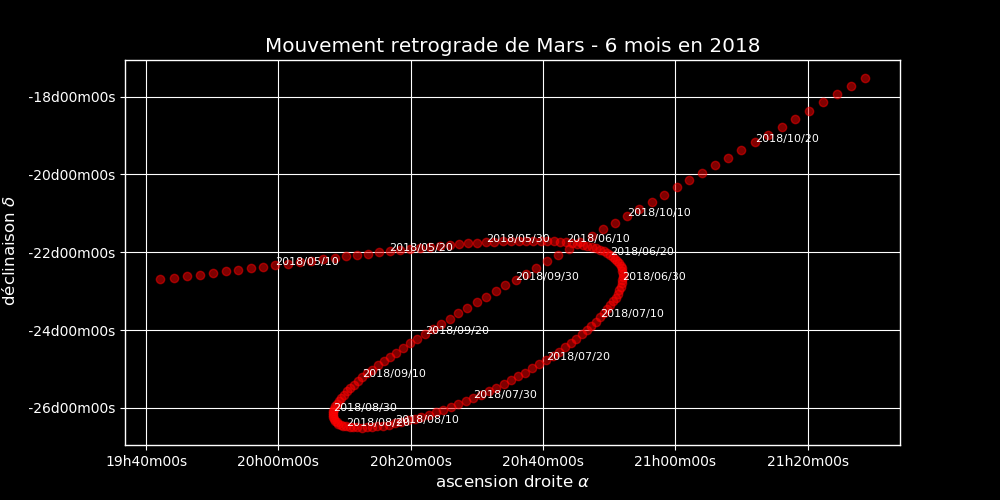 Mouvement retrograde de Mars - 6 mois en 2018
déclinaison δ
-18d00m00s
-20d00m00s
-22d00m00s
-24d00m00s
-26d00m00s
2018/10/20
2018/10/10
2018/05/30
2018/06/10
2018/05/20
2018/06/20
2018/05/10
2018/09/30
2018/06/30
2018/07/10
2018/09/20
2018/07/20
2018/09/10
2018/07/30
2018/08/30
2018/08/20
2018/08/10
19h40m00s
20h00m00s
20h20m00s
20h40m00s
21h00m00s
21h20m00s
ascension droite α